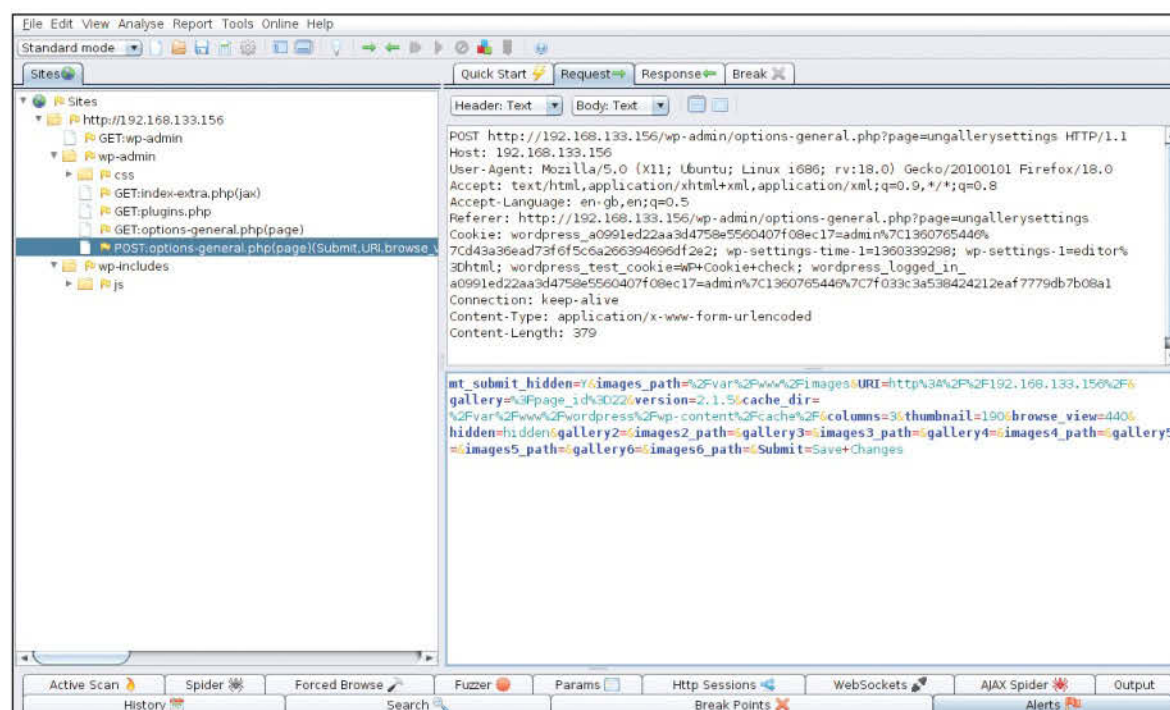 File Edit View Analyse Report Tools Online Help
Standard mode
Sites
Quick Start Request Response Break
Sites
http://192.168.133.156
GET:wp-admin
wp-admin
css
GET:index-extra.php(jax)
GET:plugins.php
GET:options-general.php(page)
POST:options-general.php(page)(Submit,URI,browse_v
wp-includes
js
Header: Text Body: Text
POST http://192.168.133.156/wp-admin/options-general.php?page=ungallerysettings HTTP/1.1
Host: 192.168.133.156
User-Agent: Mozilla/5.0 (X11; Ubuntu; Linux i686; rv:18.0) Gecko/20100101 Firefox/18.0
Accept: text/html,application/xhtml+xml,application/xml;q=0.9,*/*;q=0.8
Accept-Language: en-gb,en;q=0.5
Referer: http://192.168.133.156/wp-admin/options-general.php?page=ungallerysettings
Cookie: wordpress_a0991ed22aa3d4758e5560407f08ec17=admin%7C1360765446%
7Cd43a36ead73f6f5c6a266394696df2e2; wp-settings-time-1=1360339298; wp-settings-1=editor%
3Dhtml; wordpress_test_cookie=WP+Cookie+check; wordpress_logged_in_
a0991ed22aa3d4758e5560407f08ec17=admin%7C1360765446%7C7f033c3a538424212eaf7779db7b08a1
Connection: keep-alive
Content-Type: application/x-www-form-urlencoded
Content-Length: 379
mt_submit_hidden=Y&images_path=%2Fvar%2Fwww%2Fimages&URI=http%3A%2F%2F192.168.133.156%2F&
gallery=%3Fpage_id%3D22&version=2.1.5&cache_dir=
%2Fvar%2Fwww%2Fwordpress%2Fwp-content%2Fcache%2F&columns=3&thumbnail=190&browse_view=440&
hidden=hidden&gallery2=&images2_path=&gallery3=&images3_path=&gallery4=&images4_path=&gallery5
=&images5_path=&gallery6=&images6_path=&Submit=Save+Changes
Active Scan Spider Forced Browse Fuzzer Params Http Sessions WebSockets AJAX Spider Output
History Search Break Points Alerts